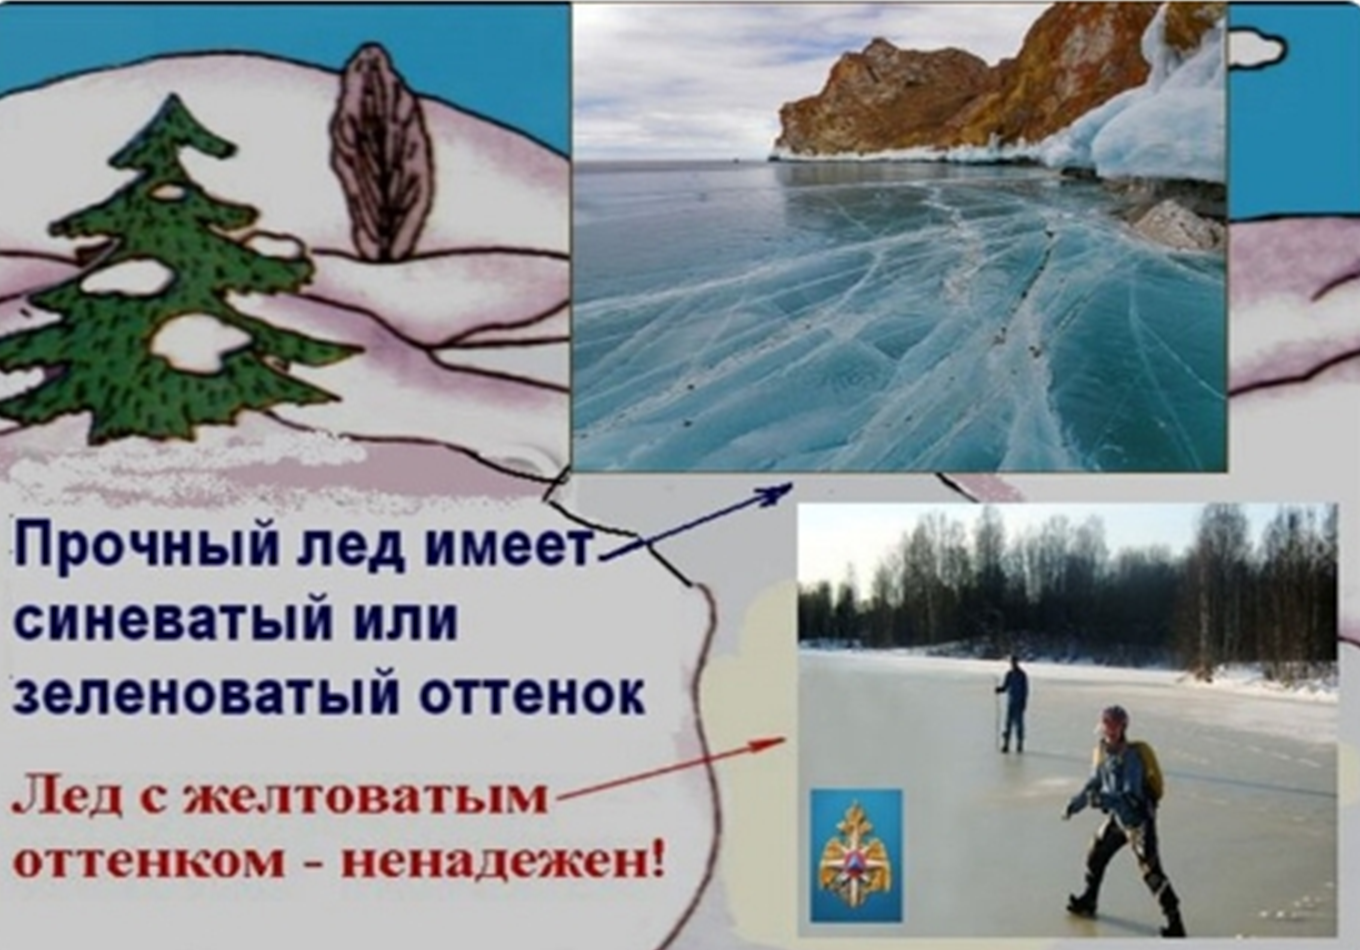 Прочный лед имеет
синеватый или
зеленоватый оттенок
Лед с желтоватым
оттенком - ненадежен!